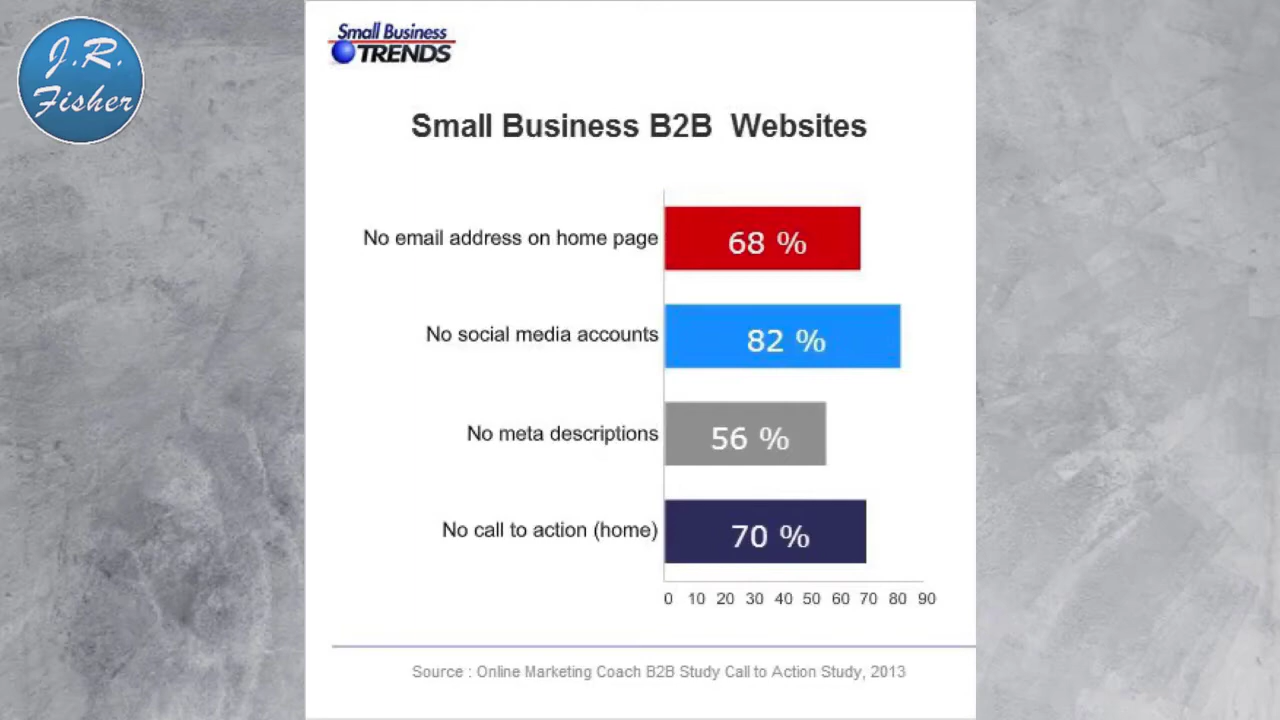 J.R.
Fisher
Small Business
TRENDS
Small Business B2B Websites
No email address on home page
68 %
No social media accounts
82 %
No meta descriptions
56 %
No call to action (home)
70 %
0 10 20 30 40 50 60 70 80 90
Source : Online Marketing Coach B2B Study Call to Action Study, 2013